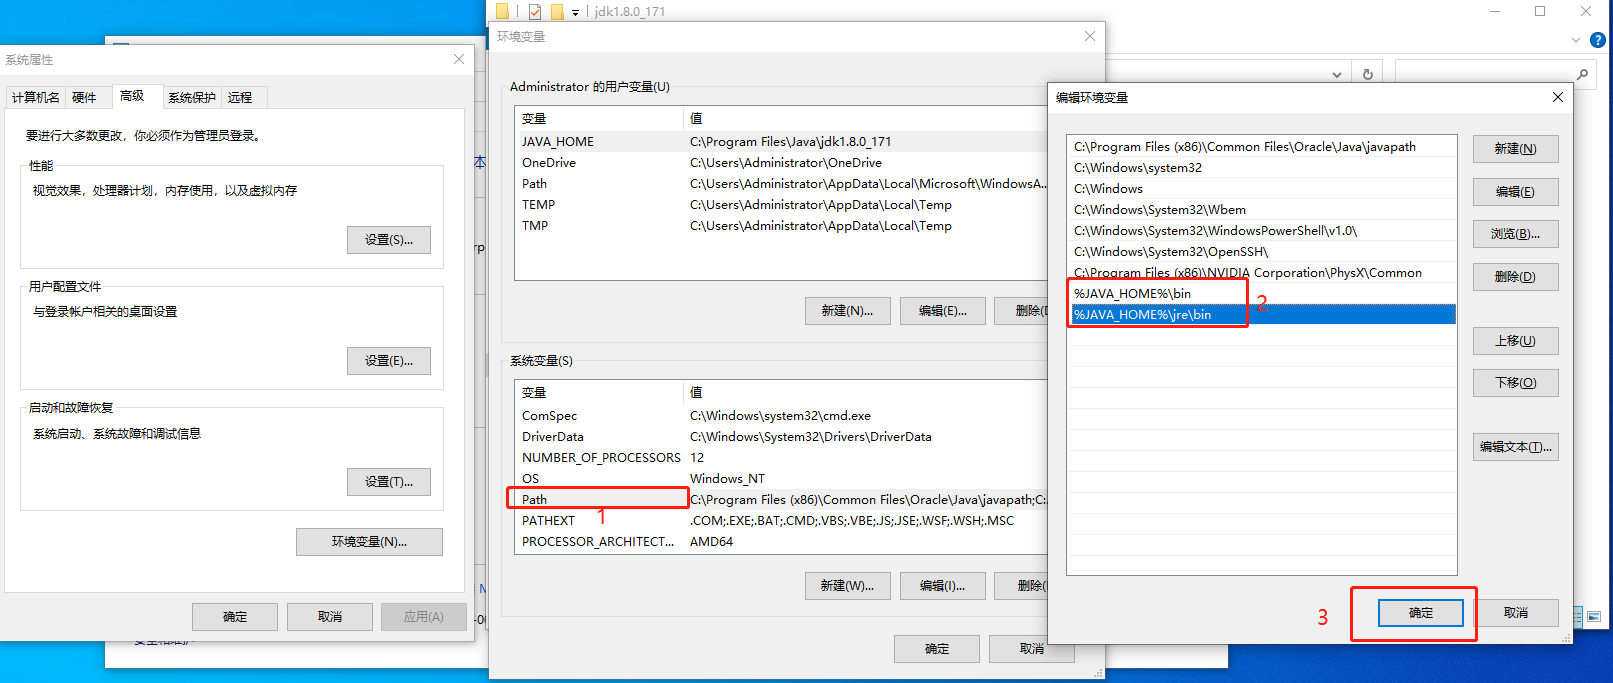 jdk1.8.0_171
系统属性
计算机名 硬件 高级 系统保护 远程
要进行大多数更改，你必须作为管理员登录。
性能
视觉效果，处理器计划，内存使用，以及虚拟内存
设置(S)...
用户配置文件
与登录帐户相关的桌面设置
设置(E)...
启动和故障恢复
系统启动、系统故障和调试信息
设置(T)...
环境变量(N)...
确定 取消 应用(A)
本
rp
环境变量
Administrator 的用户变量(U)
变量 值
JAVA_HOME C:\Program Files\Java\jdk1.8.0_171
OneDrive C:\Users\Administrator\OneDrive
Path C:\Users\Administrator\AppData\Local\Microsoft\WindowsA...
TEMP C:\Users\Administrator\AppData\Local\Temp
TMP C:\Users\Administrator\AppData\Local\Temp
新建(N)... 编辑(E)... 删除(
系统变量(S)
变量 值
ComSpec C:\Windows\system32\cmd.exe
DriverData C:\Windows\System32\Drivers\DriverData
NUMBER_OF_PROCESSORS 12
OS Windows_NT
Path C:\Program Files (x86)\Common Files\Oracle\Java\javapath;C:...
1
PATHEXT .COM;.EXE;.BAT;.CMD;.VBS;.VBE;.JS;.JSE;.WSF;.WSH;.MSC
PROCESSOR_ARCHITECT... AMD64
新建(W)... 编辑(I)... 删除(
确定 取消
编辑环境变量
C:\Program Files (x86)\Common Files\Oracle\Java\javapath
C:\Windows\system32
C:\Windows
C:\Windows\System32\Wbem
C:\Windows\System32\WindowsPowerShell\v1.0\
C:\Windows\System32\OpenSSH\
C:\Program Files (x86)\NVIDIA Corporation\PhysX\Common
%JAVA_HOME%\bin
2
%JAVA_HOME%\jre\bin
新建(N)
编辑(E)
浏览(B)...
删除(D)
上移(U)
下移(O)
编辑文本(T)...
3
确定 取消